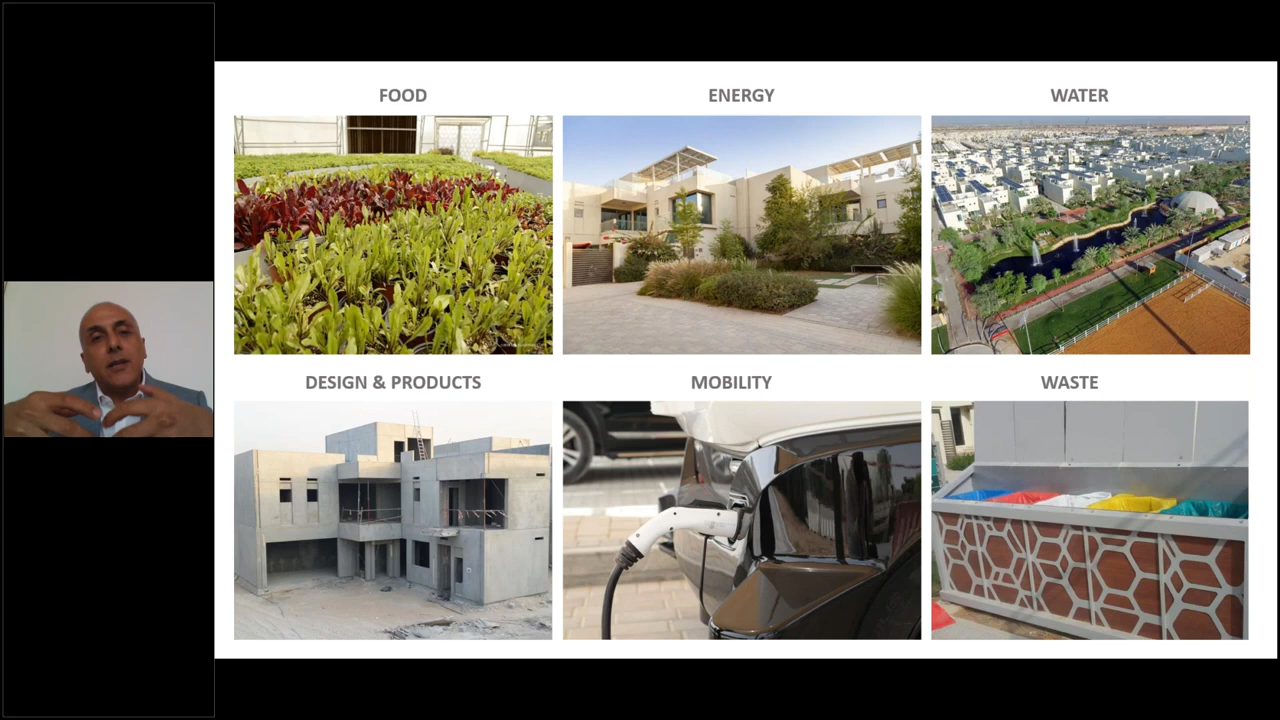 FOOD
ENERGY
WATER
DESIGN & PRODUCTS
MOBILITY
WASTE